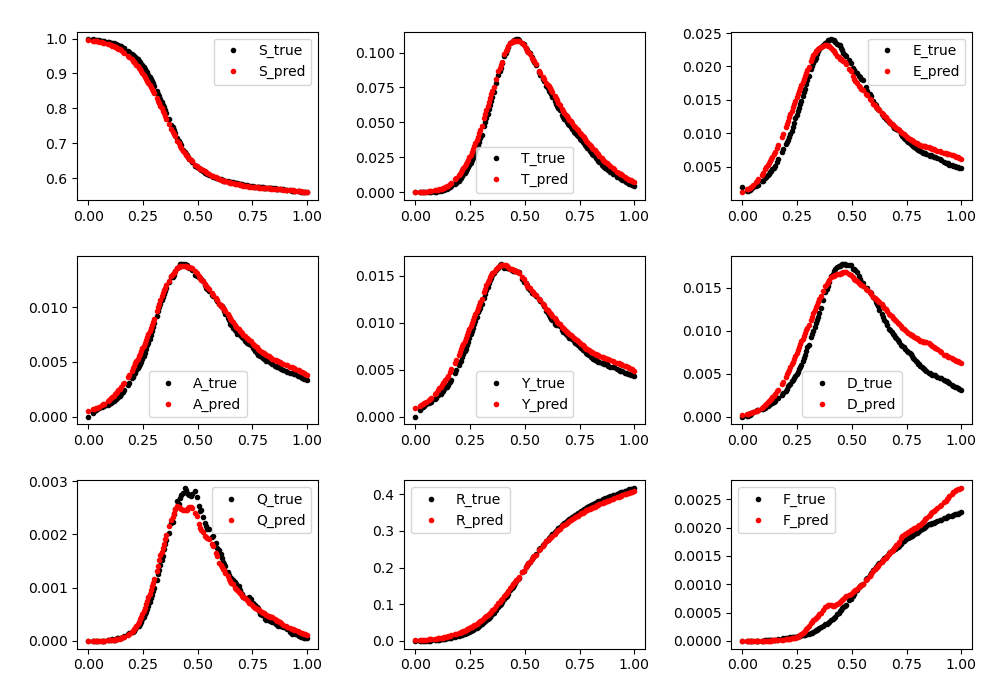 1.0
0.9
0.8
0.7
0.6
0.00 0.25 0.50 0.75 1.00
S_true
S_pred
0.100
0.075
0.050
0.025
0.000
0.00 0.25 0.50 0.75 1.00
T_true
T_pred
0.025
0.020
0.015
0.010
0.005
0.00 0.25 0.50 0.75 1.00
E_true
E_pred
0.010
0.005
0.000
0.00 0.25 0.50 0.75 1.00
A_true
A_pred
0.015
0.010
0.005
0.000
0.00 0.25 0.50 0.75 1.00
Y_true
Y_pred
0.015
0.010
0.005
0.000
0.00 0.25 0.50 0.75 1.00
D_true
D_pred
0.003
0.002
0.001
0.000
0.00 0.25 0.50 0.75 1.00
Q_true
Q_pred
0.4
0.3
0.2
0.1
0.0
0.00 0.25 0.50 0.75 1.00
R_true
R_pred
0.0025
0.0020
0.0015
0.0010
0.0005
0.0000
0.00 0.25 0.50 0.75 1.00
F_true
F_pred